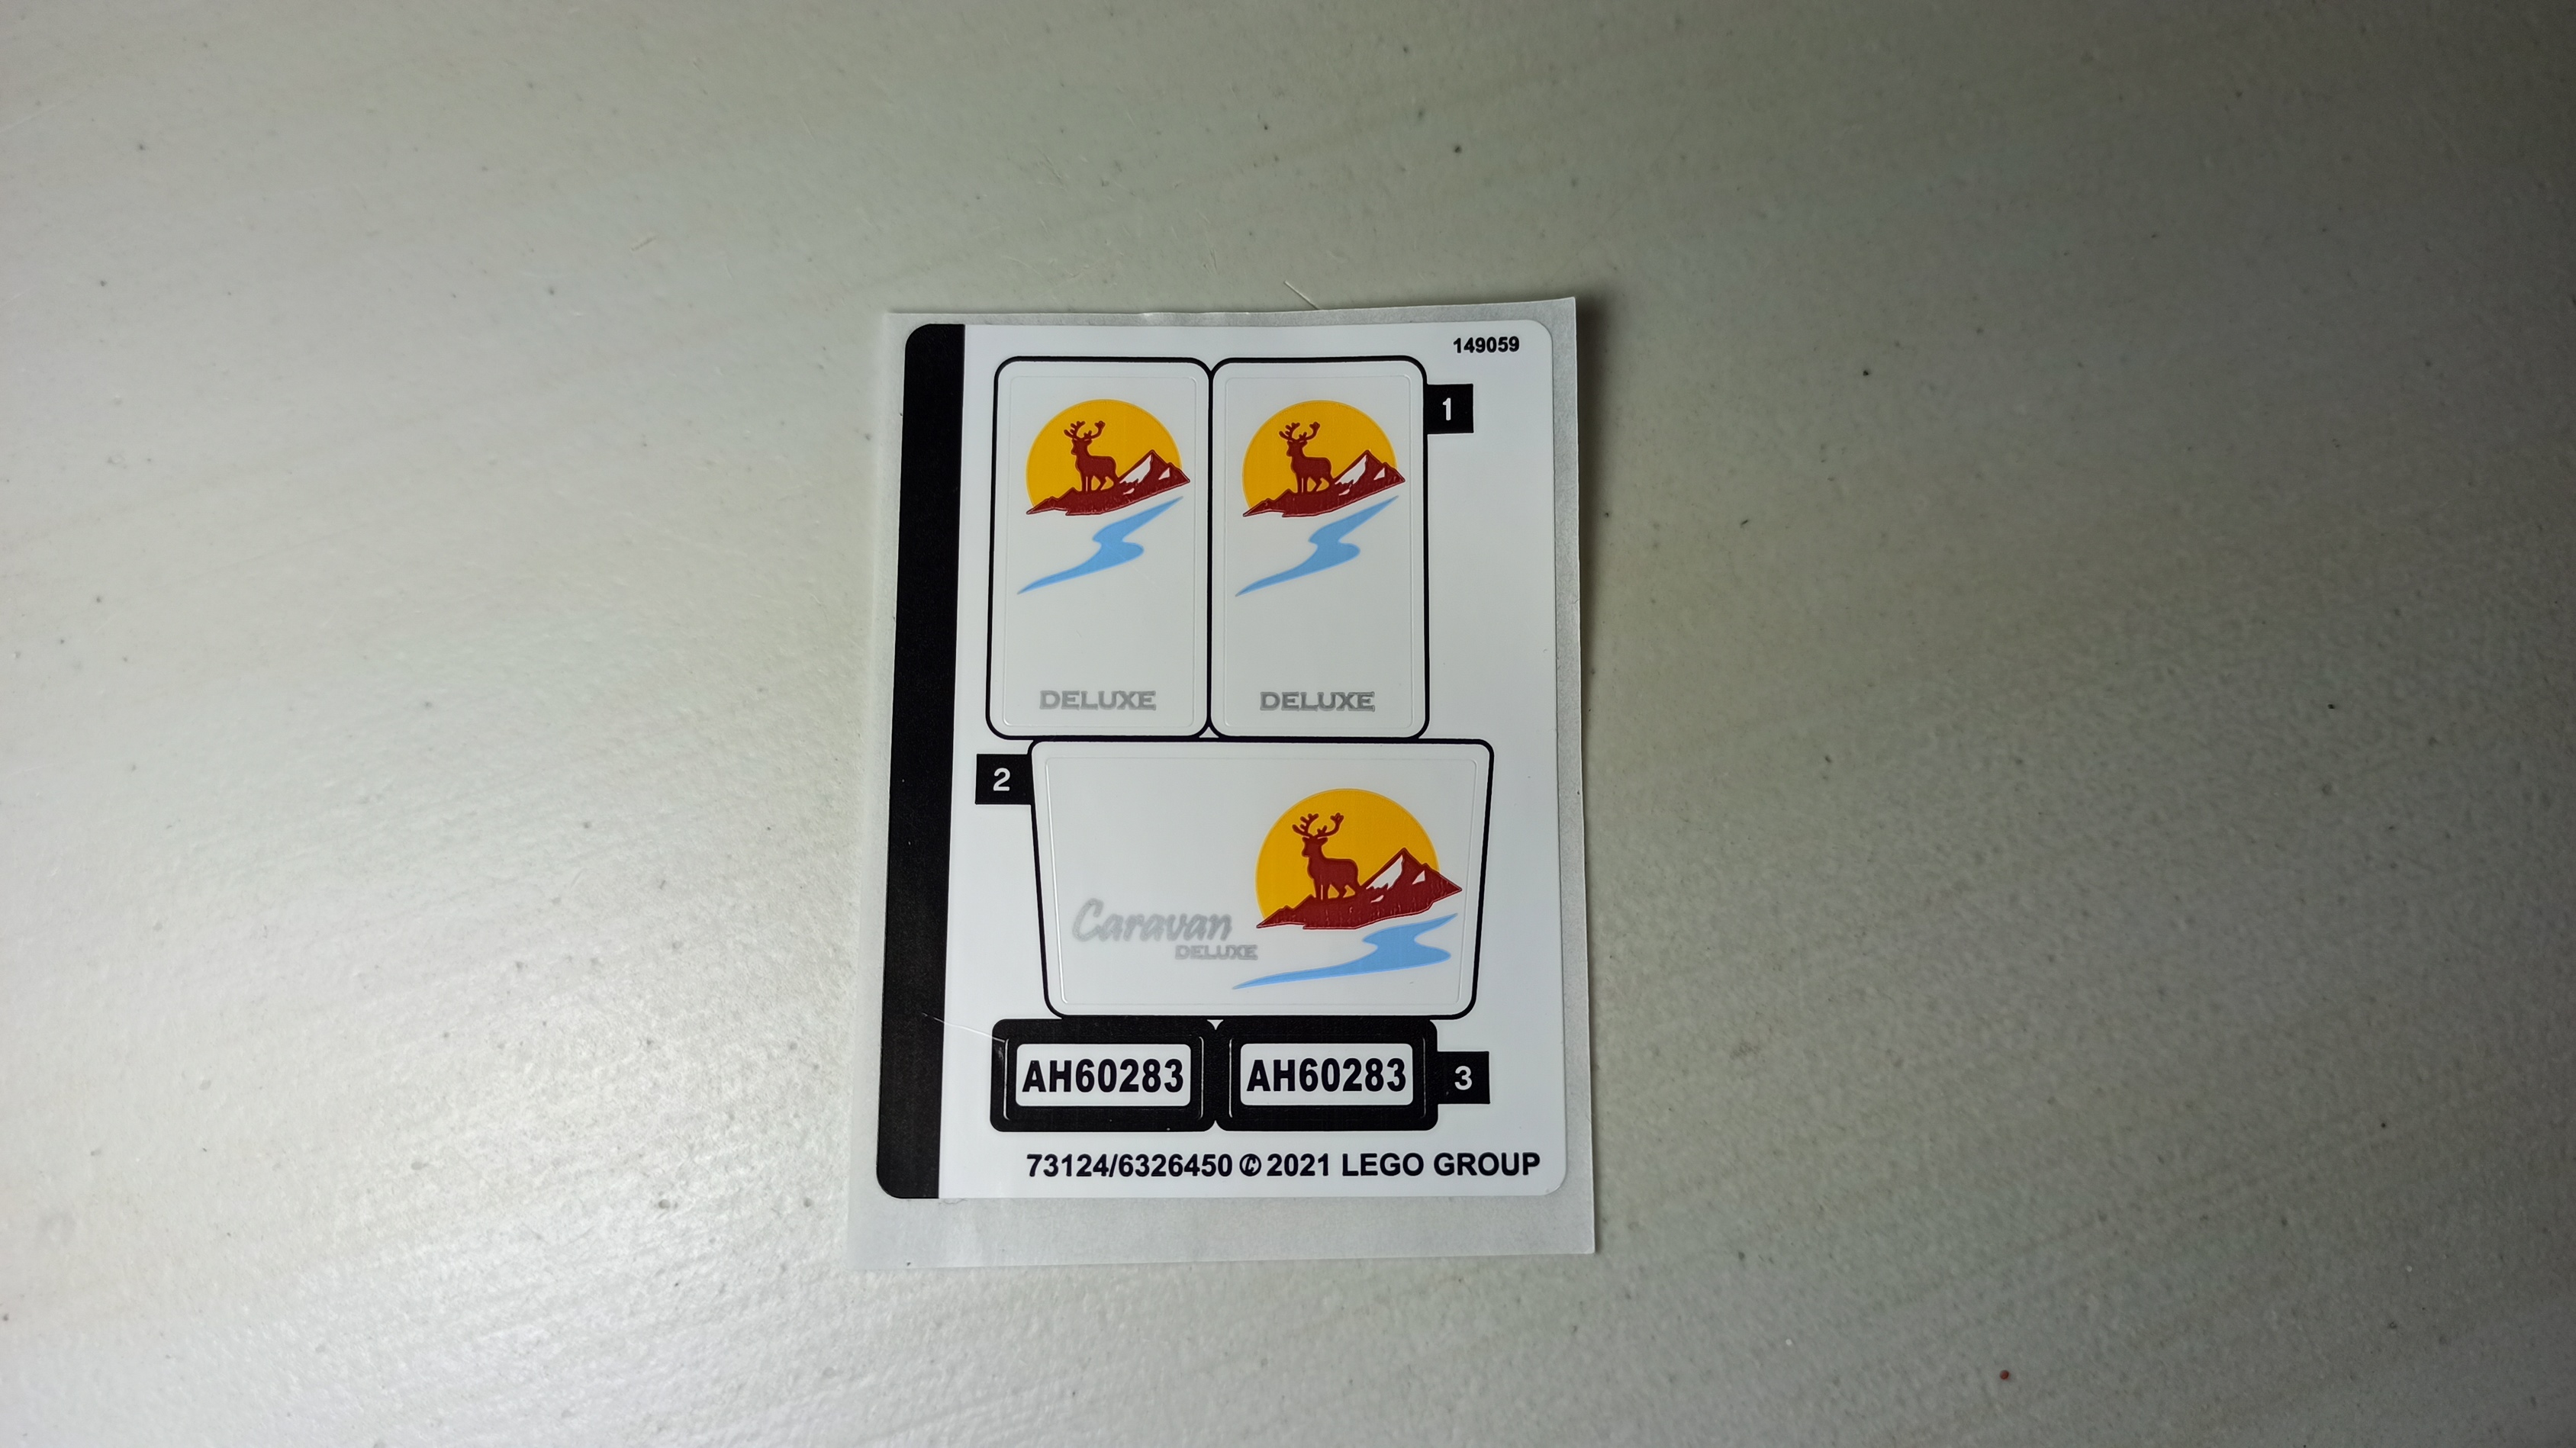 149059
1
DELUXE
DELUXE
2
Caravan
DELUXE
AH60283
AH60283
3
73124/6326450 © 2021 LEGO GROUP